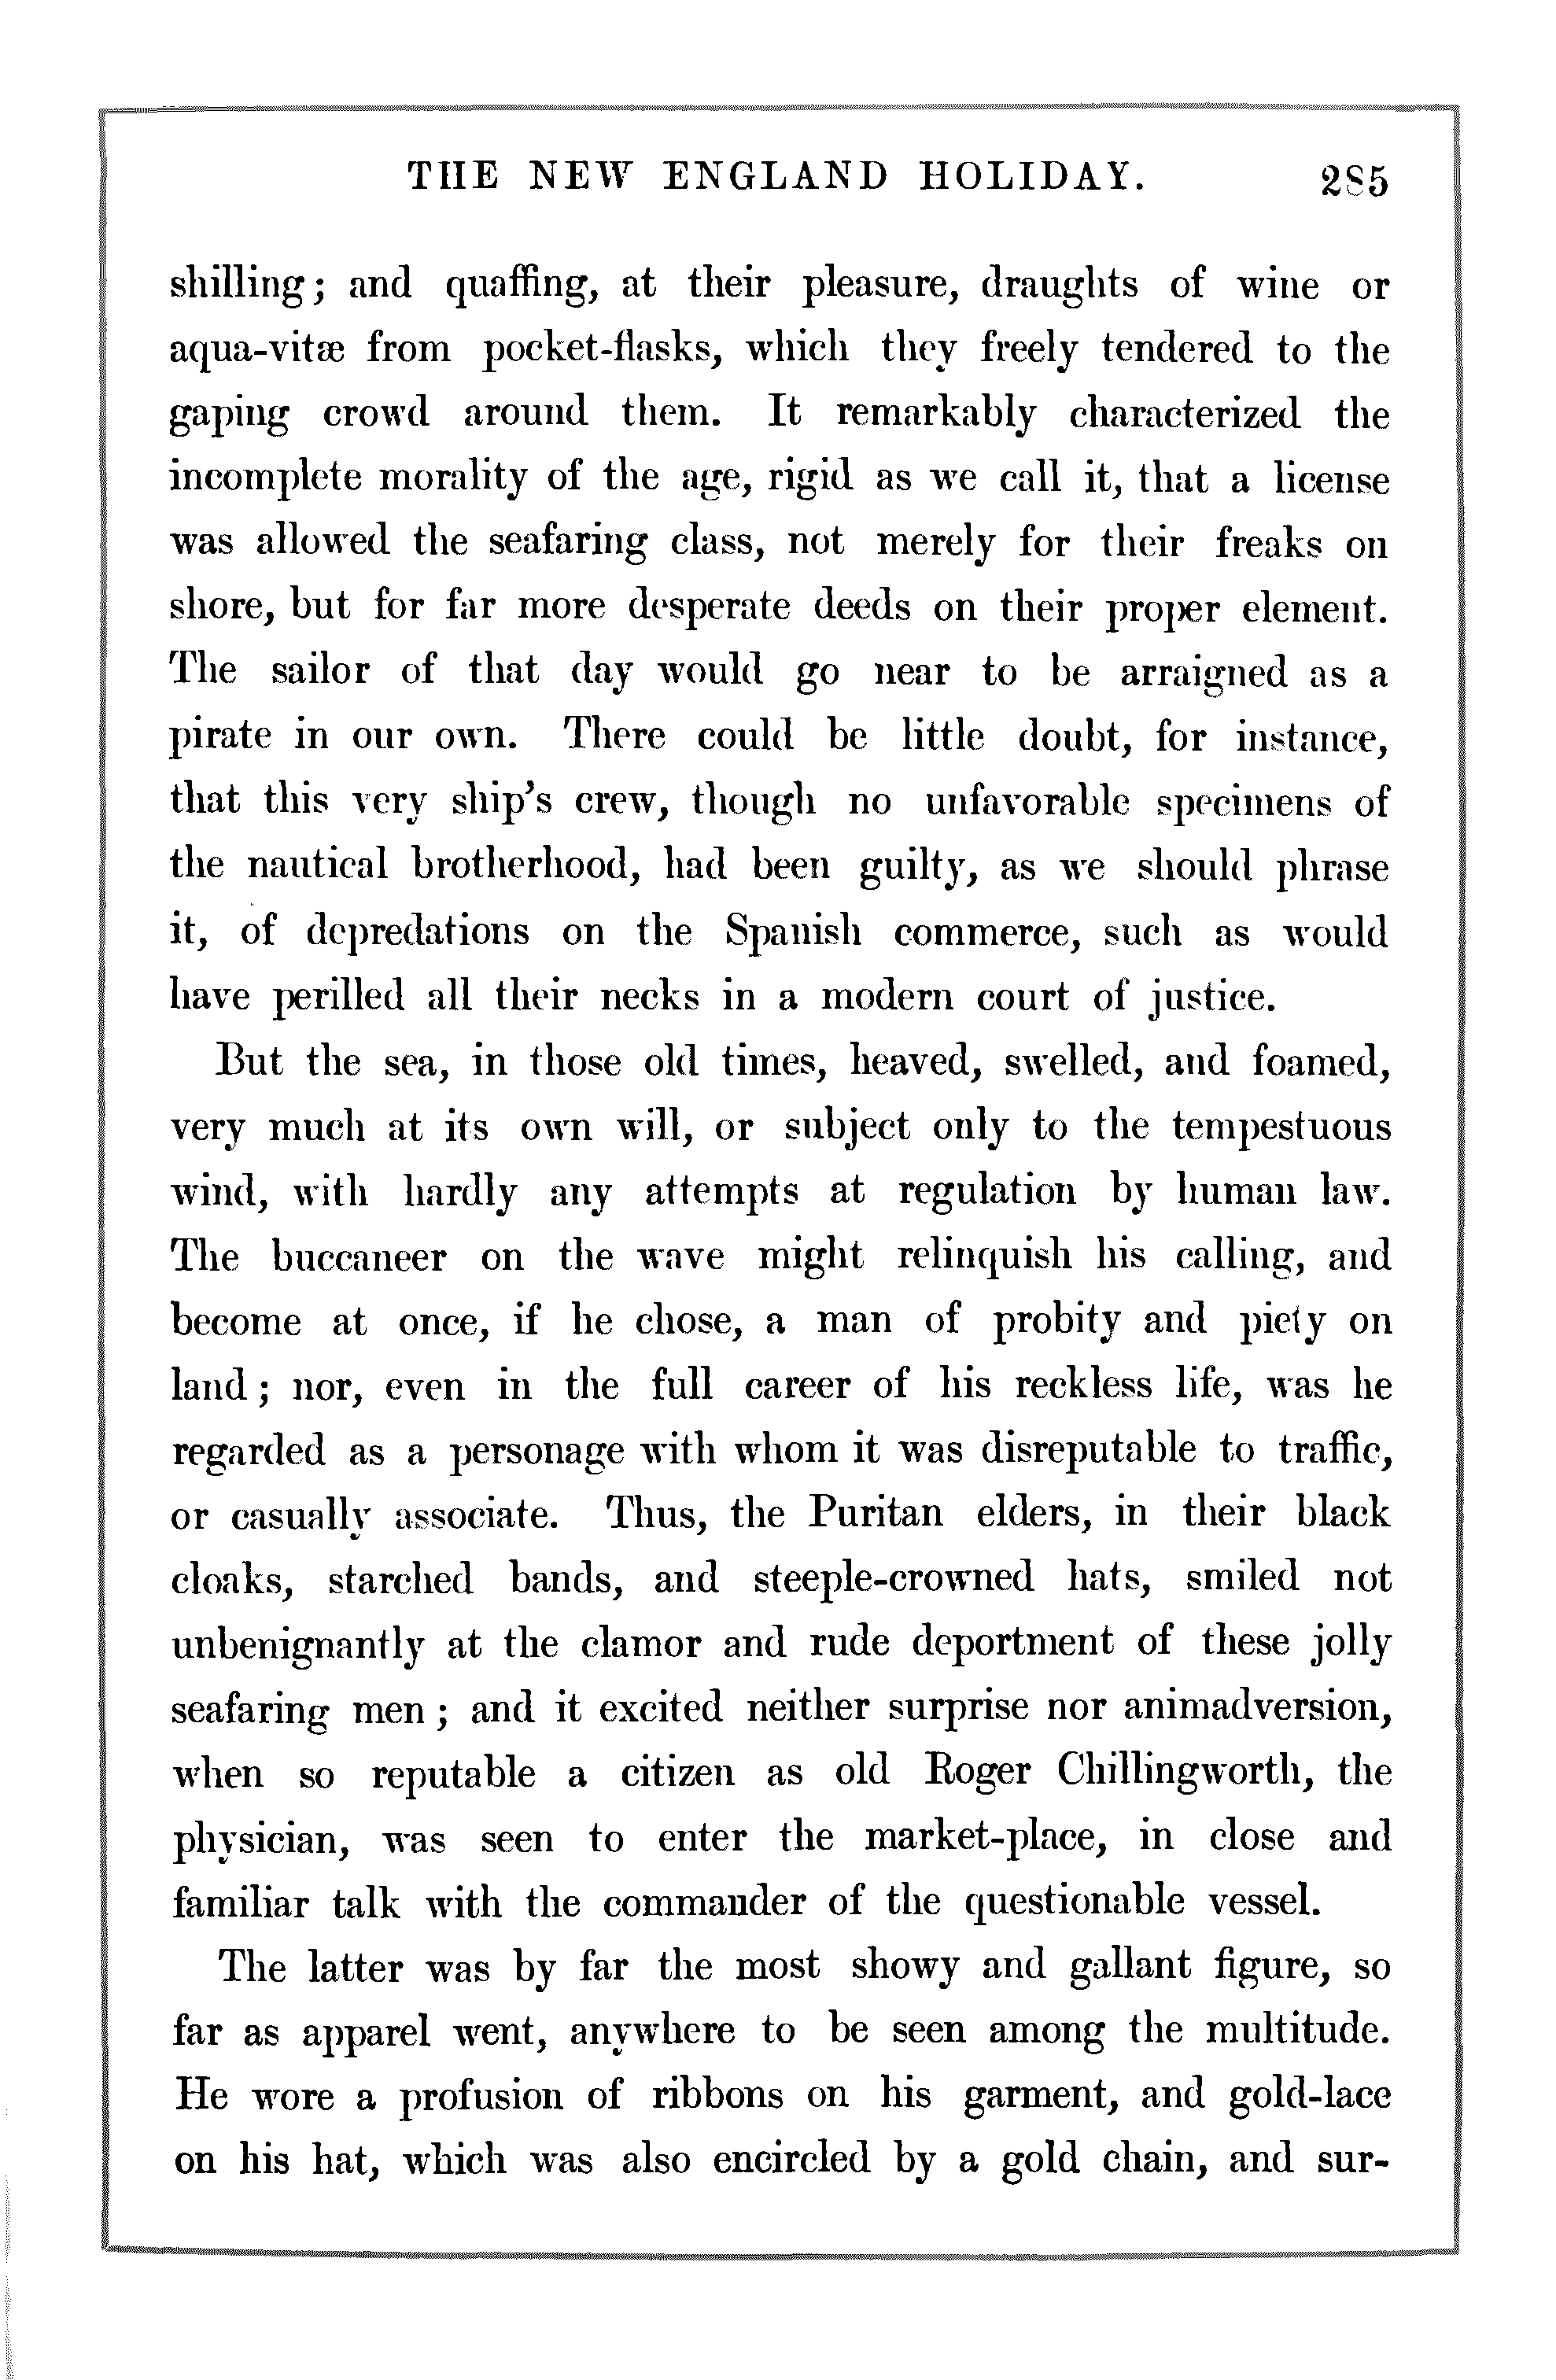 THE NEW ENGLAND HOLIDAY. 285
shilling; and quaffing, at their pleasure, draughts of wine or
aqua-vitæ from pocket-flasks, which they freely tendered to the
gaping crowd around them. It remarkably characterized the
incomplete morality of the age, rigid as we call it, that a license
was allowed the seafaring class, not merely for their freaks on
shore, but for far more desperate deeds on their proper element.
The sailor of that day would go near to be arraigned as a
pirate in our own. There could be little doubt, for instance,
that this very ship's crew, though no unfavorable specimens of
the nautical brotherhood, had been guilty, as we should phrase
it, of depredations on the Spanish commerce, such as would
have perilled all their necks in a modern court of justice.
But the sea, in those old times, heaved, swelled, and foamed,
very much at its own will, or subject only to the tempestuous
wind, with hardly any attempts at regulation by human law.
The buccaneer on the wave might relinquish his calling, and
become at once, if he chose, a man of probity and piety on
land; nor, even in the full career of his reckless life, was he
regarded as a personage with whom it was disreputable to traffic,
or casually associate. Thus, the Puritan elders, in their black
cloaks, starched bands, and steeple-crowned hats, smiled not
unbenignantly at the clamor and rude deportment of these jolly
seafaring men; and it excited neither surprise nor animadversion,
when so reputable a citizen as old Roger Chillingworth, the
physician, was seen to enter the market-place, in close and
familiar talk with the commander of the questionable vessel.
The latter was by far the most showy and gallant figure, so
far as apparel went, anywhere to be seen among the multitude.
He wore a profusion of ribbons on his garment, and gold-lace
on his hat, which was also encircled by a gold chain, and sur-